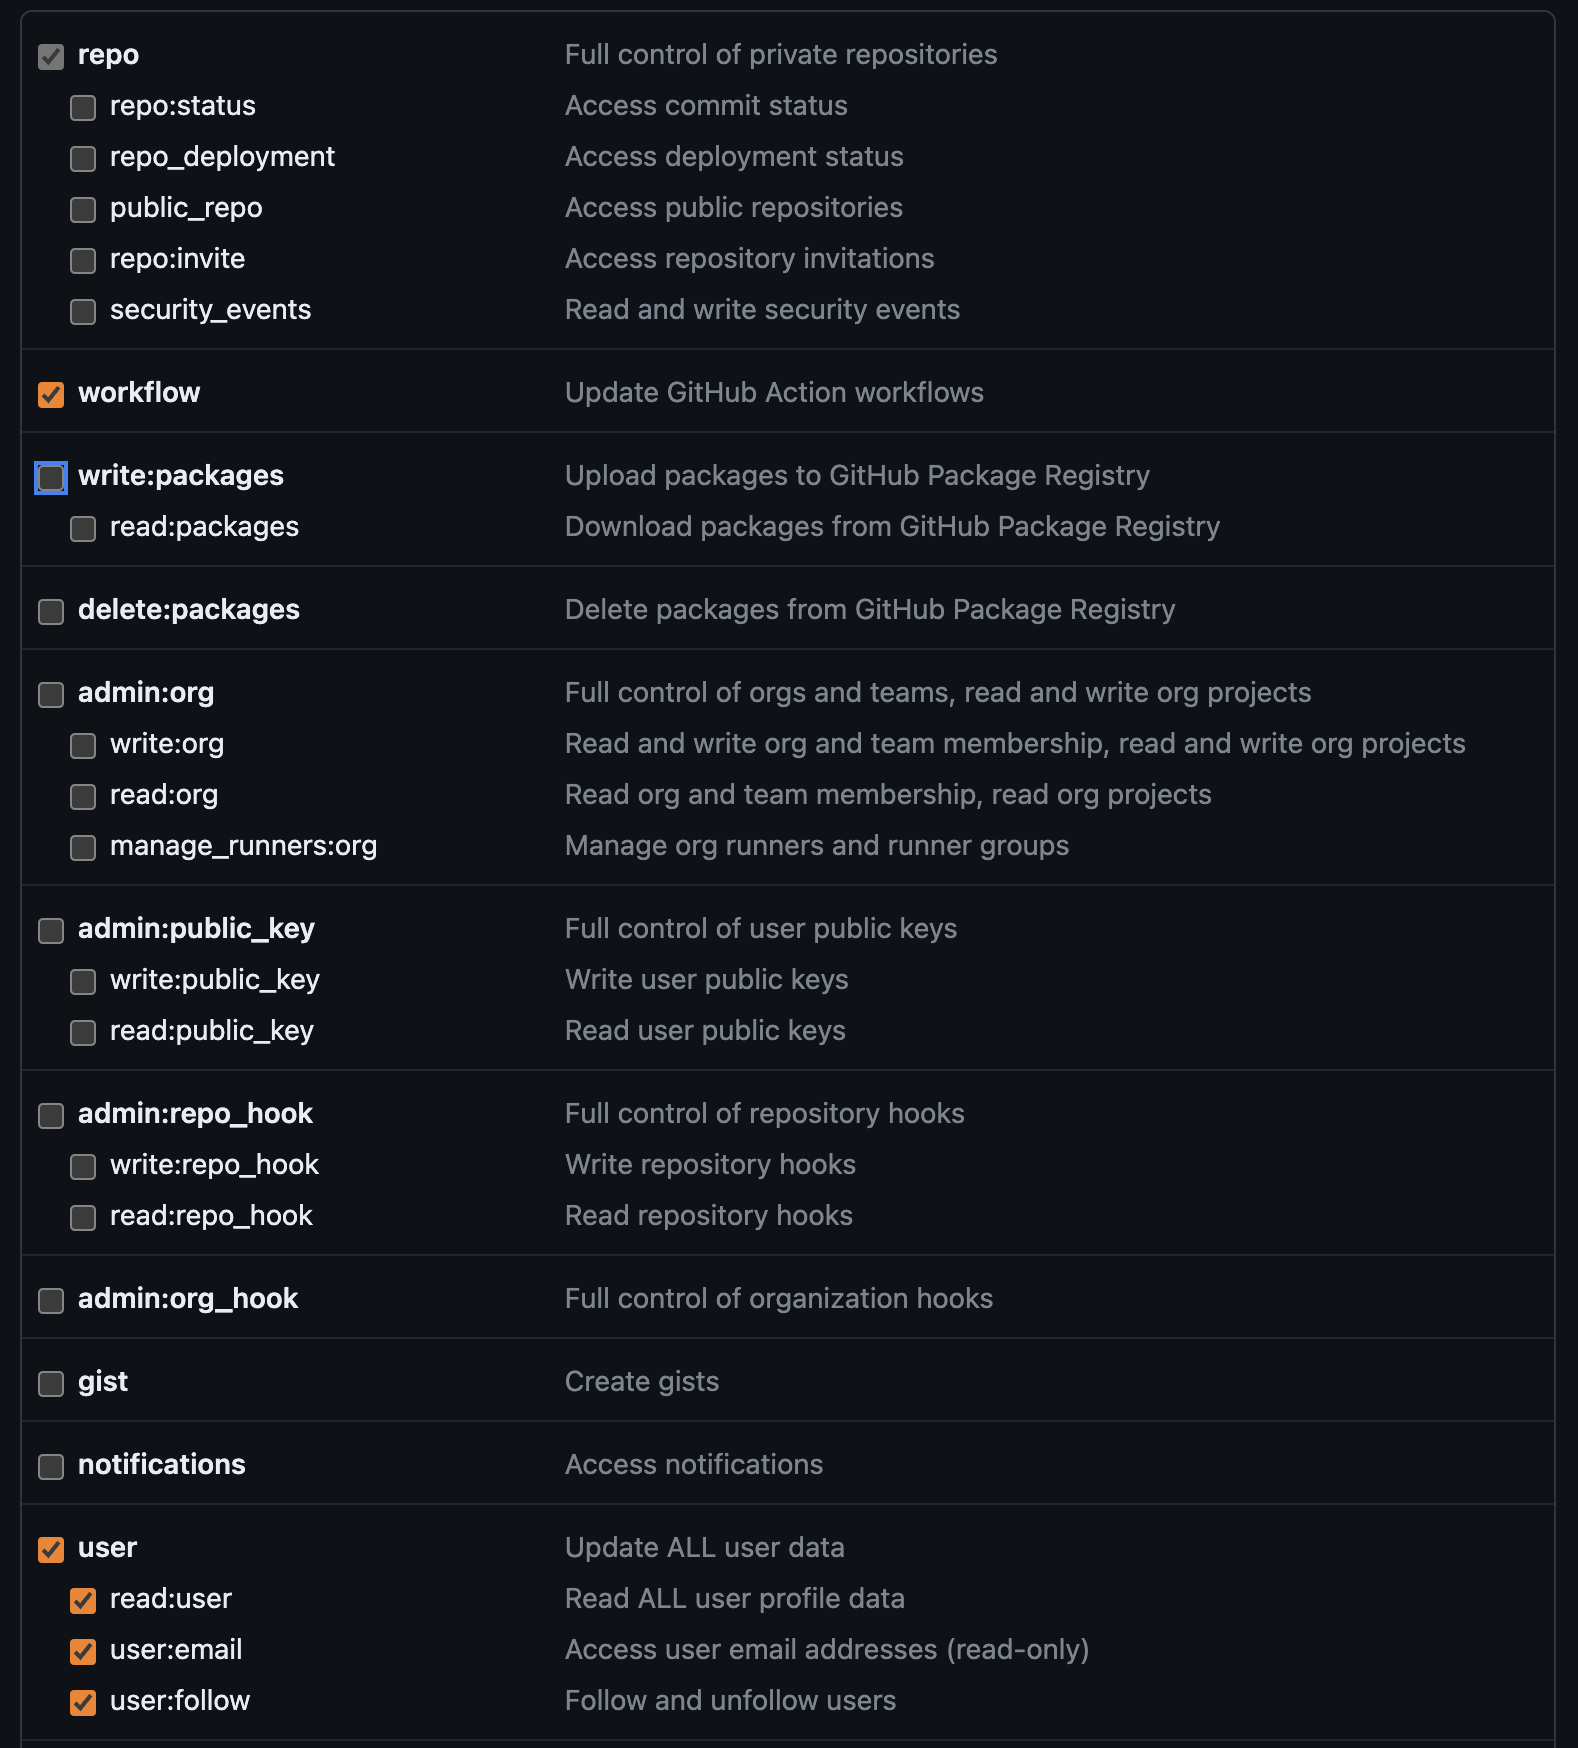 repo Full control of private repositories
repo:status Access commit status
repo_deployment Access deployment status
public_repo Access public repositories
repo:invite Access repository invitations
security_events Read and write security events
workflow Update GitHub Action workflows
write:packages Upload packages to GitHub Package Registry
read:packages Download packages from GitHub Package Registry
delete:packages Delete packages from GitHub Package Registry
admin:org Full control of orgs and teams, read and write org projects
write:org Read and write org and team membership, read and write org projects
read:org Read org and team membership, read org projects
manage_runners:org Manage org runners and runner groups
admin:public_key Full control of user public keys
write:public_key Write user public keys
read:public_key Read user public keys
admin:repo_hook Full control of repository hooks
write:repo_hook Write repository hooks
read:repo_hook Read repository hooks
admin:org_hook Full control of organization hooks
gist Create gists
notifications Access notifications
user Update ALL user data
read:user Read ALL user profile data
user:email Access user email addresses (read-only)
user:follow Follow and unfollow users